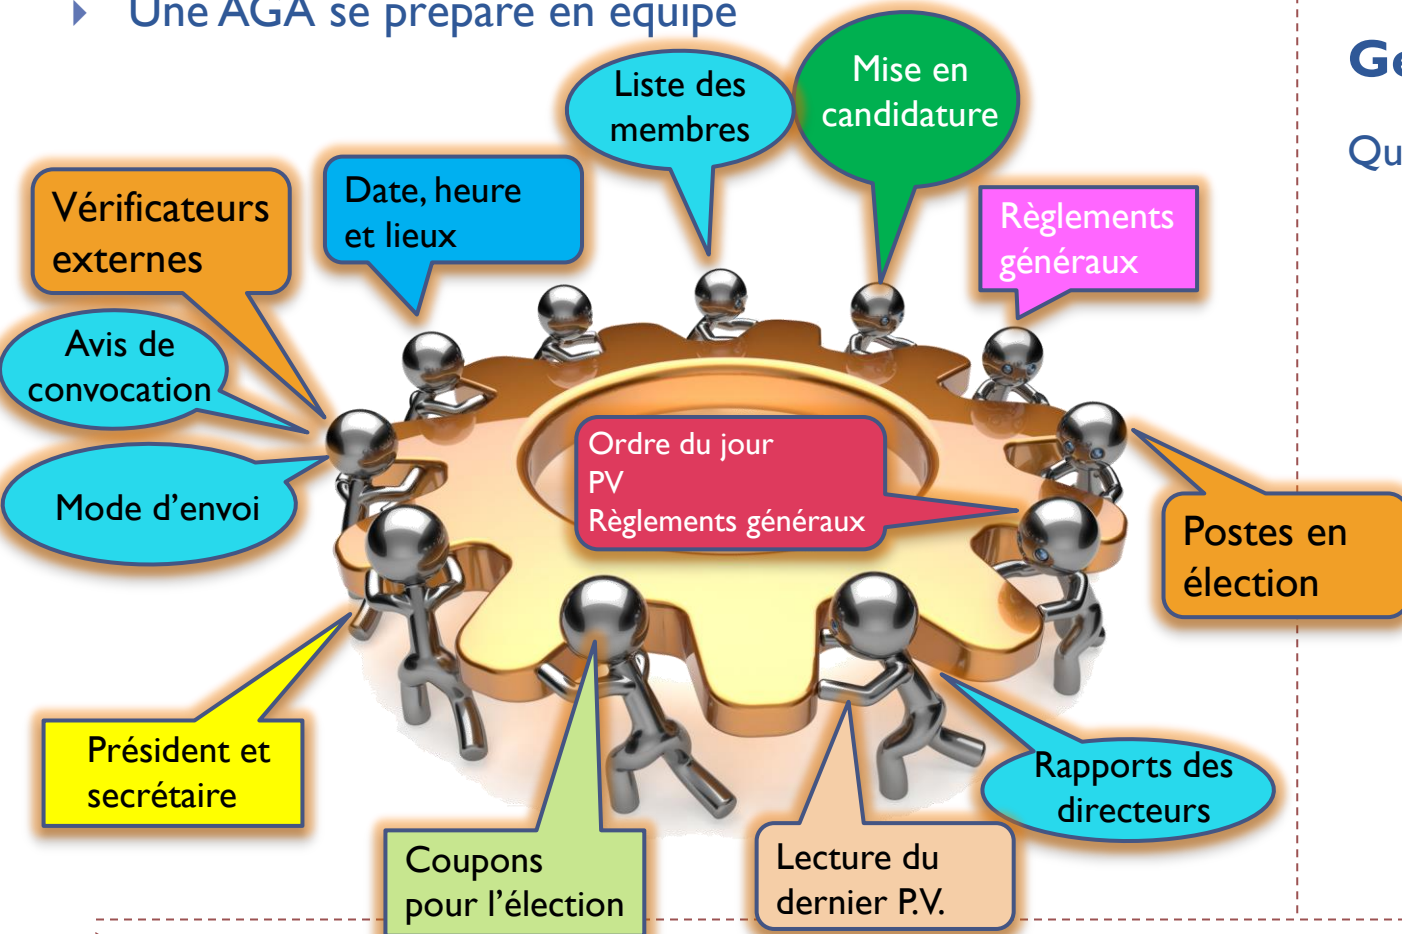 Une AGA se prépare en équipe
Ge
Qu
Liste des
membres
Mise en
candidature
Date, heure
et lieux
Vérificateurs
externes
Règlements
généraux
Avis de
convocation
Mode d’envoi
Ordre du jour
PV
Règlements généraux
Postes en
élection
Président et
secrétaire
Rapports des
directeurs
Coupons
pour l’élection
Lecture du
dernier P.V.